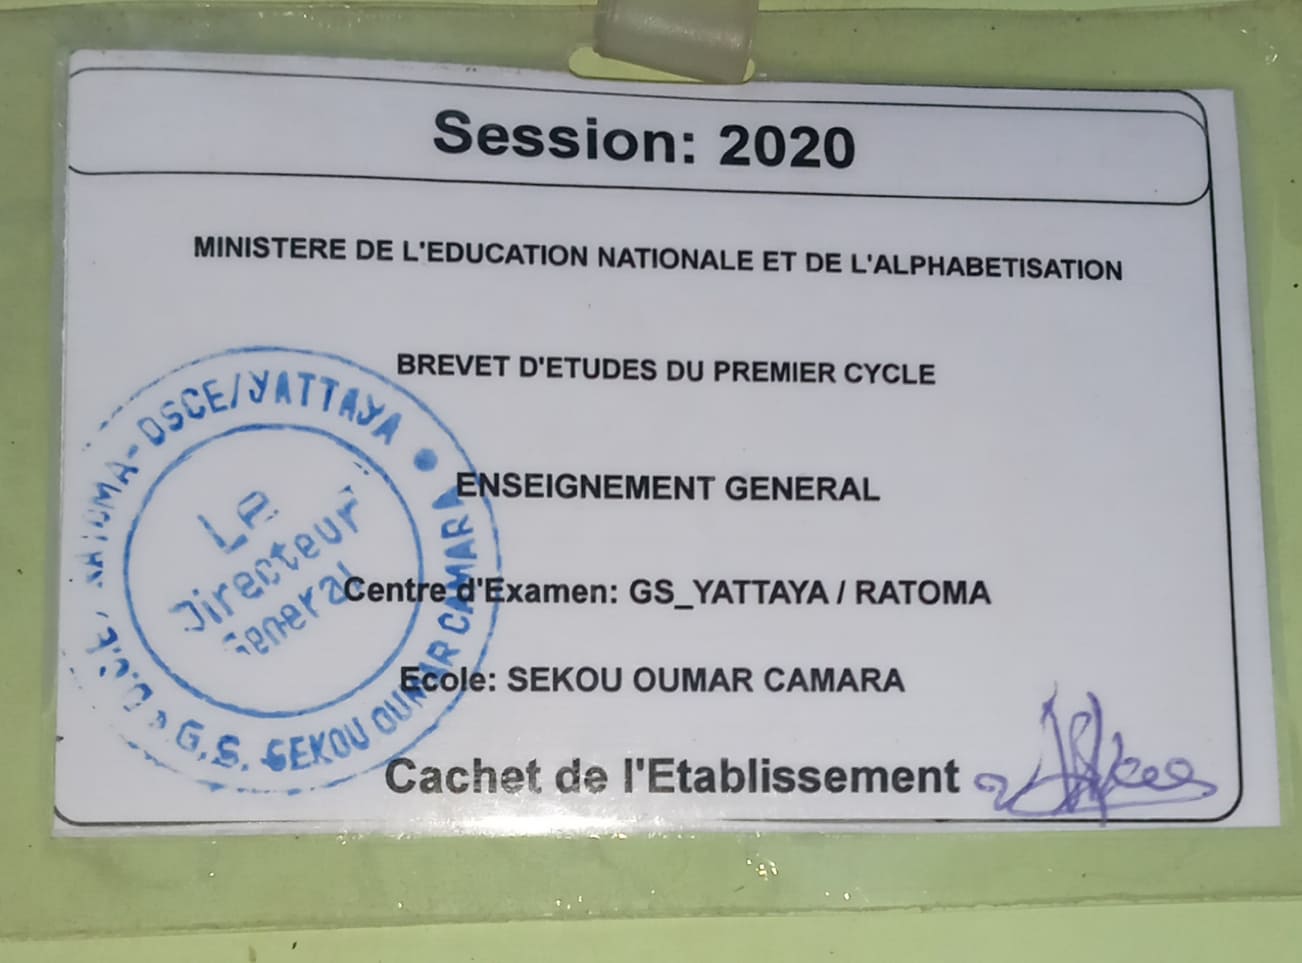 Session: 2020
MINISTERE DE L'EDUCATION NATIONALE ET DE L'ALPHABETISATION
BREVET D'ETUDES DU PREMIER CYCLE
ENSEIGNEMENT GENERAL
Centre d'Examen: GS_YATTAYA / RATOMA
Ecole: SEKOU OUMAR CAMARA
Cachet de l'Etablissement
D.C.E, RATOMA-DSCE/YATTAYA
G.S. SEKOU OUMAR CAMARA
Le
Directeur
General